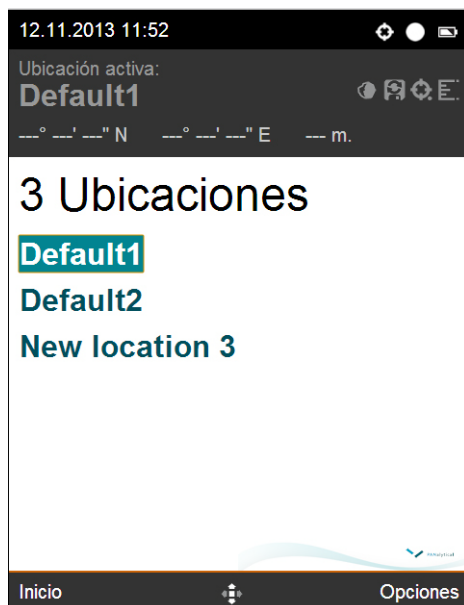 12.11.2013 11:52
Ubicación activa:
Default1
---° ---' ---" N ---° ---' ---" E --- m.
3 Ubicaciones
Default1
Default2
New location 3
Inicio
Opciones